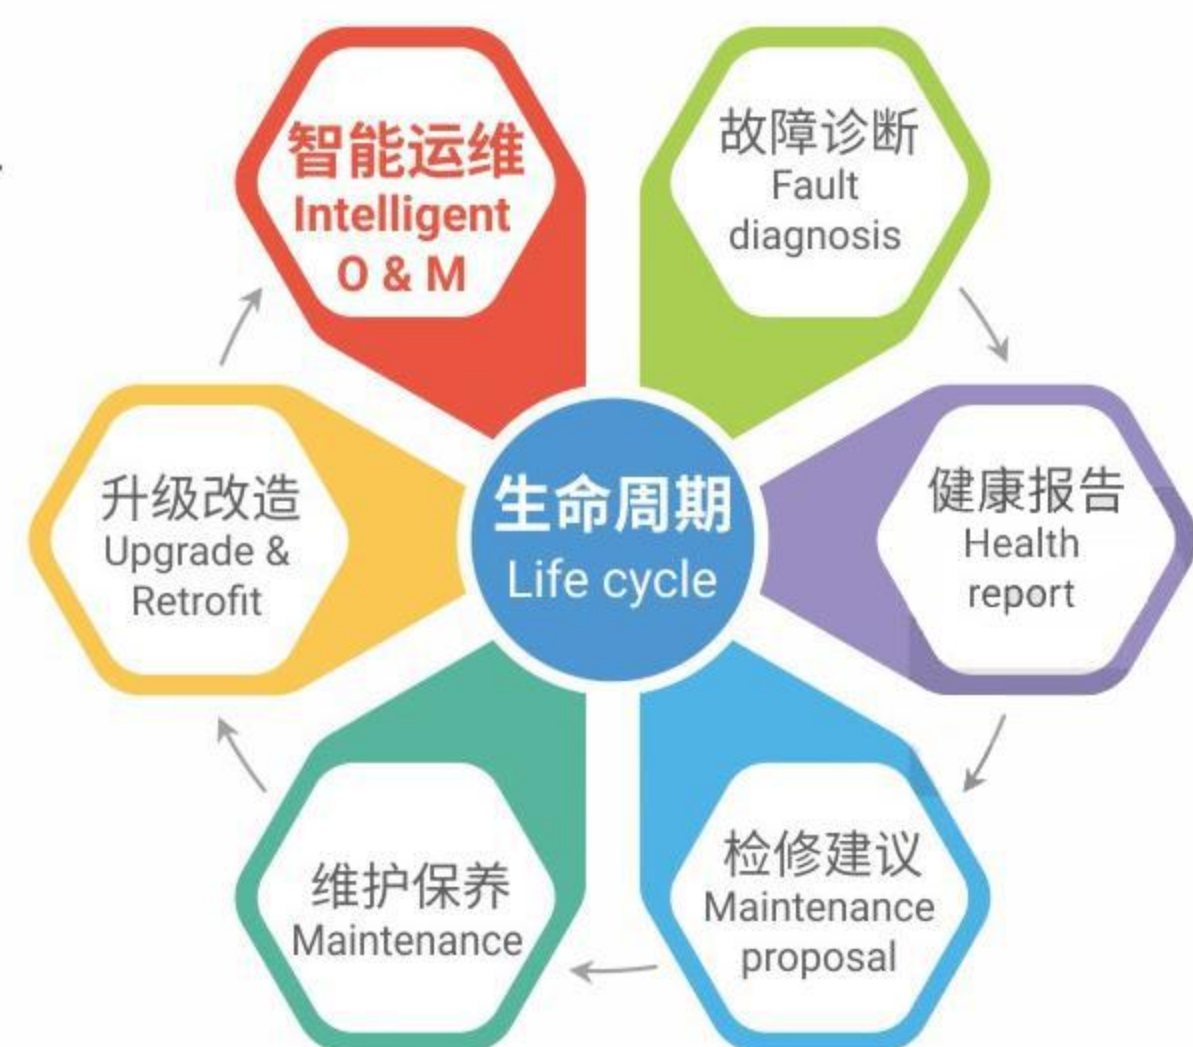 智能运维
Intelligent
O & M
故障诊断
Fault
diagnosis
升级改造
Upgrade &
Retrofit
生命周期
Life cycle
健康报告
Health
report
维护保养
Maintenance
检修建议
Maintenance
proposal